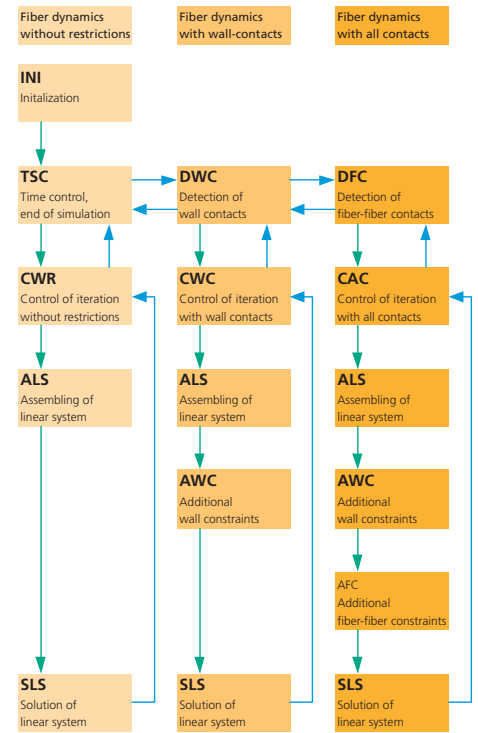 Fiber dynamics
without restrictions
Fiber dynamics
with wall-contacts
Fiber dynamics
with all contacts
INI
Initalization
TSC
Time control,
end of simulation
DWC
Detection of
wall contacts
DFC
Detection of
fiber-fiber contacts
CWR
Control of iteration
without restrictions
CWC
Control of iteration
with wall contacts
CAC
Control of iteration
with all contacts
ALS
Assembling of
linear system
ALS
Assembling of
linear system
ALS
Assembling of
linear system
AWC
Additional
wall constraints
AWC
Additional
wall constraints
AFC
Additional
fiber-fiber constraints
SLS
Solution of
linear system
SLS
Solution of
linear system
SLS
Solution of
linear system